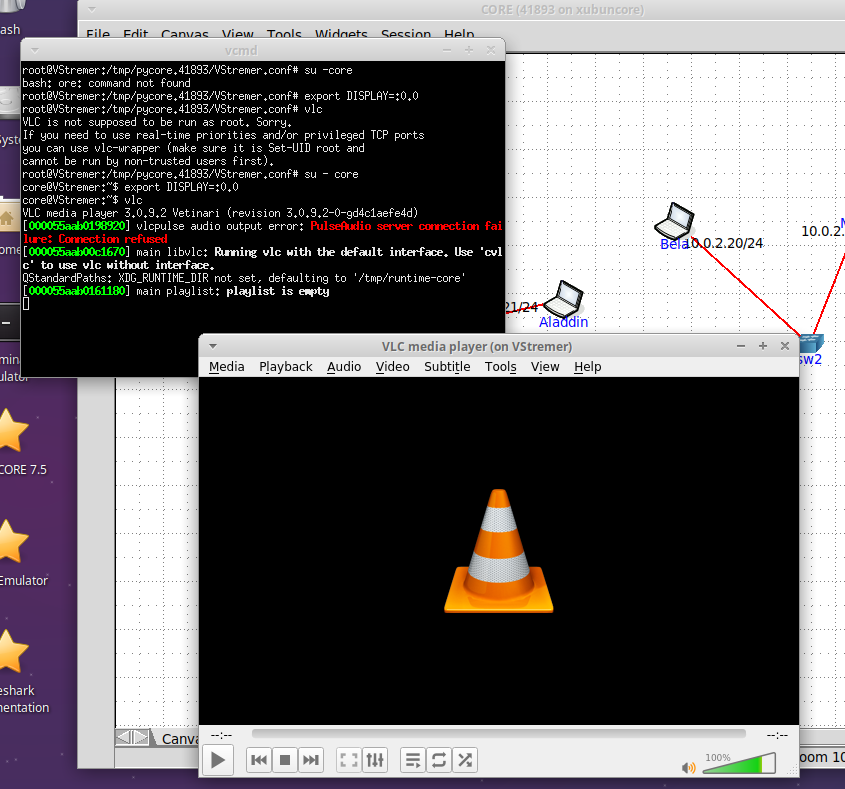 CORE (41893 on xubuncore)
File Edit Canvas View Tools Widgets Session Help
vcmd
root@VStremer:/tmp/pycore.41893/VStremer.conf# su -core
bash: ore: command not found
root@VStremer:/tmp/pycore.41893/VStremer.conf# export DISPLAY=:0.0
root@VStremer:/tmp/pycore.41893/VStremer.conf# vlc
VLC is not supposed to be run as root. Sorry.
If you need to use real-time priorities and/or privileged TCP ports
you can use vlc-wrapper (make sure it is Set-UID root and
cannot be run by non-trusted users first).
root@VStremer:/tmp/pycore.41893/VStremer.conf# su - core
core@VStremer:~$ export DISPLAY=:0.0
core@VStremer:~$ vlc
VLC media player 3.0.9.2 Vetinari (revision 3.0.9.2-0-gd4c1aefe4d)
[000055aab0198920] vlcpulse audio output error: PulseAudio server connection fai
lure: Connection refused
[000055aab00c1670] main libvlc: Running vlc with the default interface. Use 'cvl
c' to use vlc without interface.
QStandardPaths: XDG_RUNTIME_DIR not set, defaulting to '/tmp/runtime-core'
[000055aab0161180] main playlist: playlist is empty
ash
Syst
ome
mina
ulator
CORE 7.5
Emulator
eshark
mentation
Bela
10.0.2.20/24
10.0.2.
21/24
Aladdin
sw2
VLC media player (on VStremer)
Media Playback Audio Video Subtitle Tools View Help
--:-- --:--
100%
Canva
oom 10